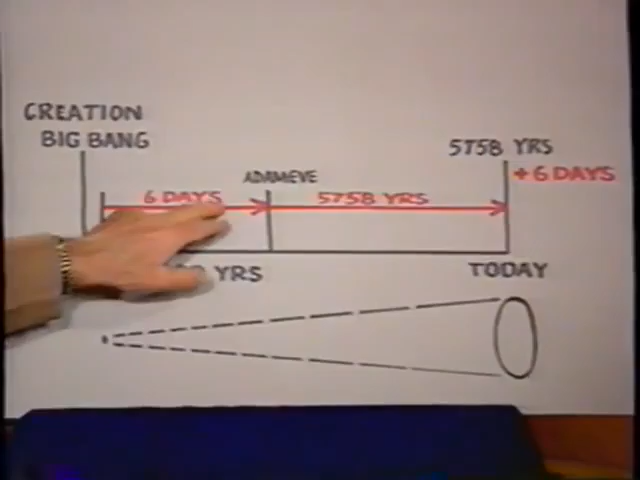 CREATION
BIG BANG
5758 YRS
+6 DAYS
ADAM EVE
6 DAYS
5758 YRS
YRS
TODAY